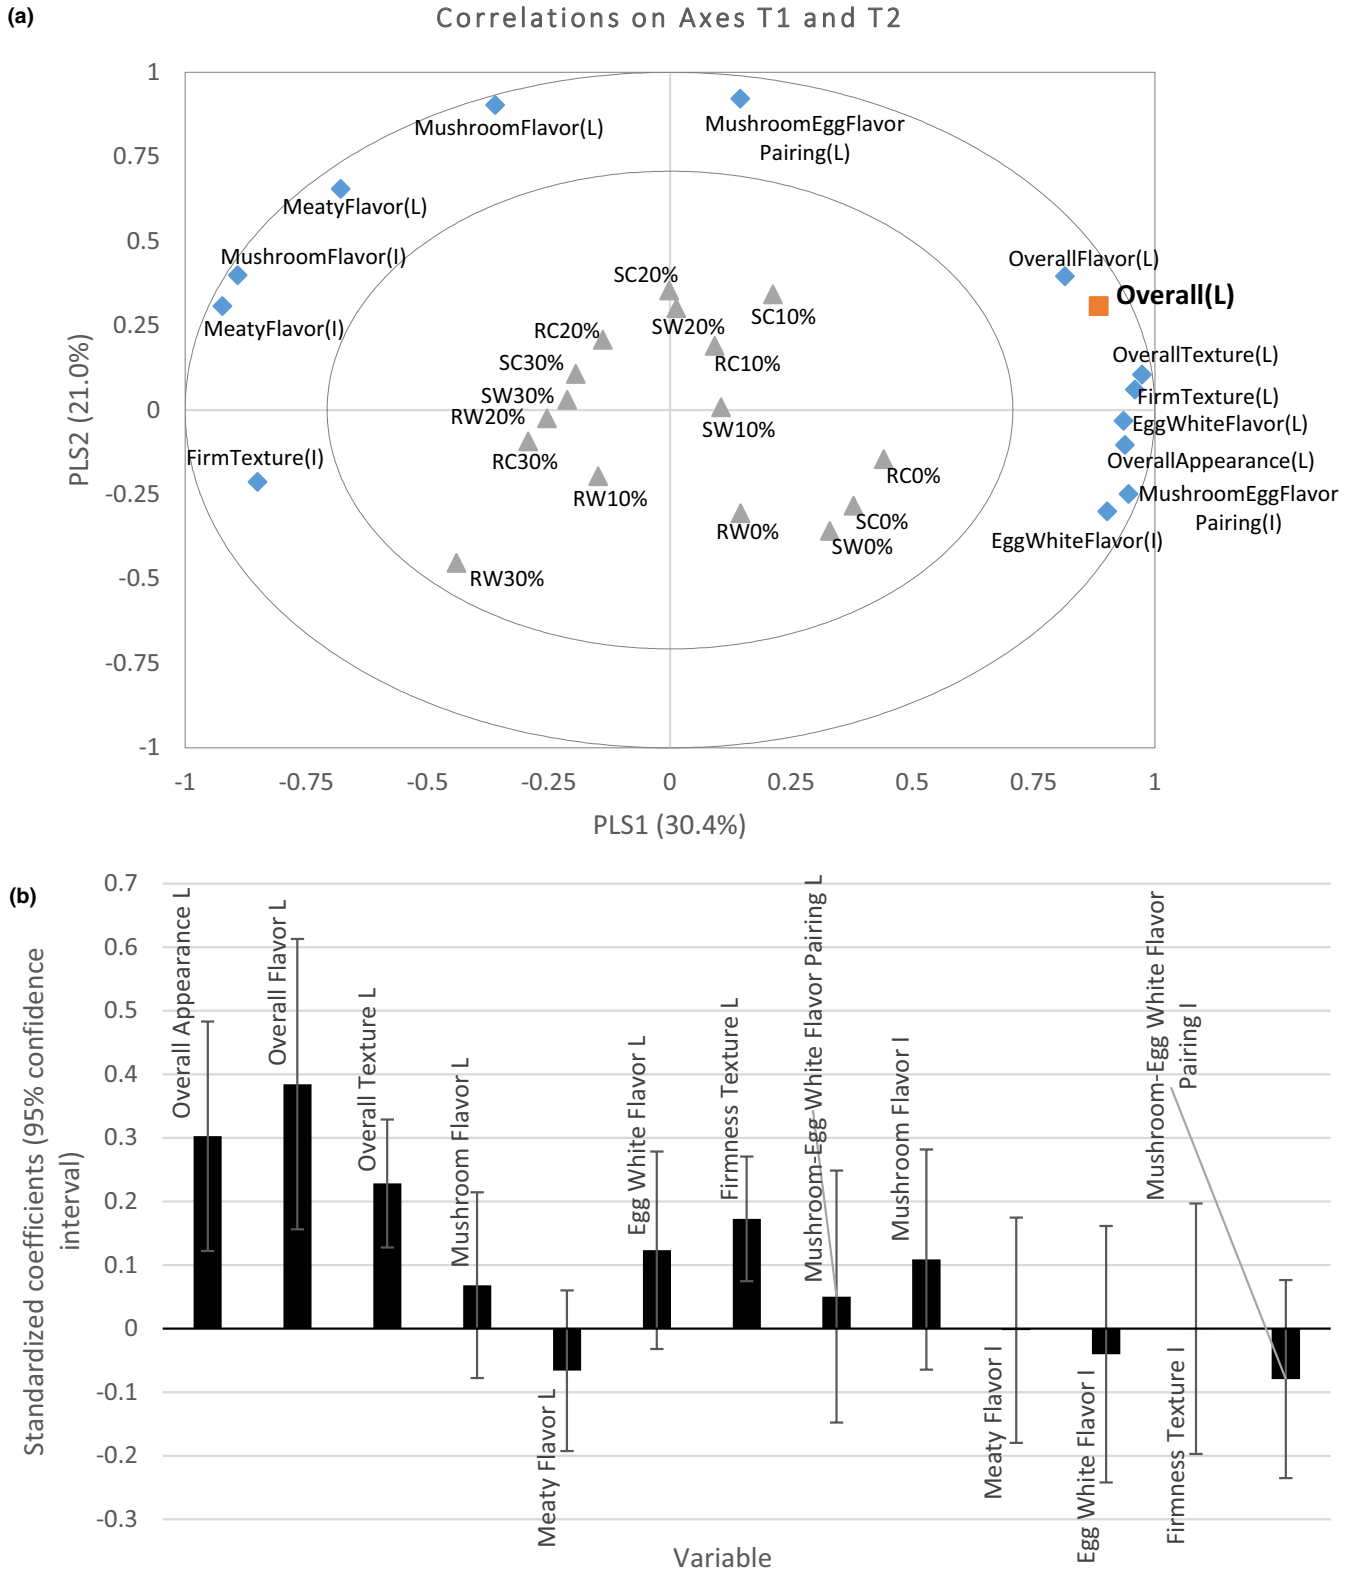 (a)
Correlations on Axes T1 and T2
1
0.75
0.5
0.25
0
-0.25
-0.5
-0.75
-1
PLS2 (21.0%)
MushroomFlavor(L)
MushroomEggFlavor
Pairing(L)
MeatyFlavor(L)
MushroomFlavor(I)
MeatyFlavor(I)
OverallFlavor(L)
Overall(L)
SC20%
SW20%
SC10%
RC20%
RC10%
SC30%
SW30%
RW20%
SW10%
RC30%
RW10%
FirmTexture(I)
OverallTexture(L)
FirmTexture(L)
EggWhiteFlavor(L)
OverallAppearance(L)
MushroomEggFlavor
Pairing(I)
EggWhiteFlavor(I)
RC0%
SC0%
RW0%
SW0%
RW30%
-1
-0.75
-0.5
-0.25
0
0.25
0.5
0.75
1
PLS1 (30.4%)
(b)
0.7
0.6
0.5
0.4
0.3
0.2
0.1
0
-0.1
-0.2
-0.3
Standardized coefficients (95% confidence
interval)
Overall Appearance L
Overall Flavor L
Overall Texture L
Mushroom Flavor L
Meaty Flavor L
Egg White Flavor L
Firmness Texture L
Mushroom-Egg White Flavor Pairing L
Mushroom Flavor I
Meaty Flavor I
Egg White Flavor I
Firmness Texture I
Mushroom-Egg White Flavor
Pairing I
Variable